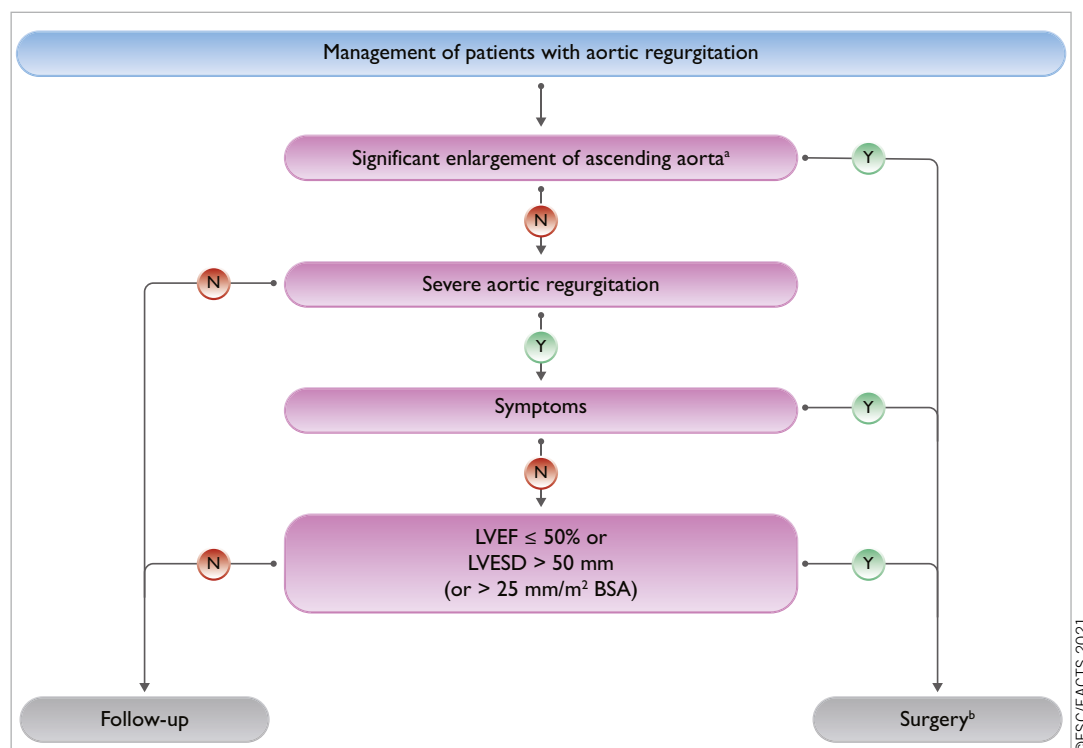 Management of patients with aortic regurgitation
Significant enlargement of ascending aortaᵃ
Y
N
Severe aortic regurgitation
N
Y
Symptoms
Y
N
LVEF ≤ 50% or
LVESD > 50 mm
(or > 25 mm/m² BSA)
N
Y
Follow-up
Surgeryᵇ
©ESC/EACTS 2021